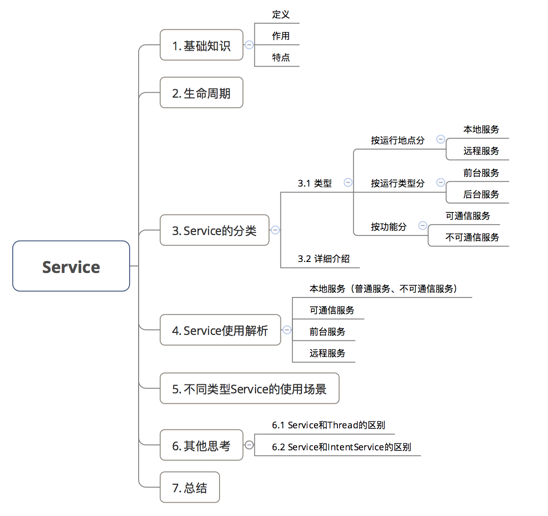 Service
1. 基础知识
定义
作用
特点
2. 生命周期
3. Service的分类
3.1 类型
按运行地点分
本地服务
远程服务
按运行类型分
前台服务
后台服务
按功能分
可通信服务
不可通信服务
3.2 详细介绍
4. Service使用解析
本地服务（普通服务、不可通信服务）
可通信服务
前台服务
远程服务
5. 不同类型Service的使用场景
6. 其他思考
6.1 Service和Thread的区别
6.2 Service和IntentService的区别
7. 总结